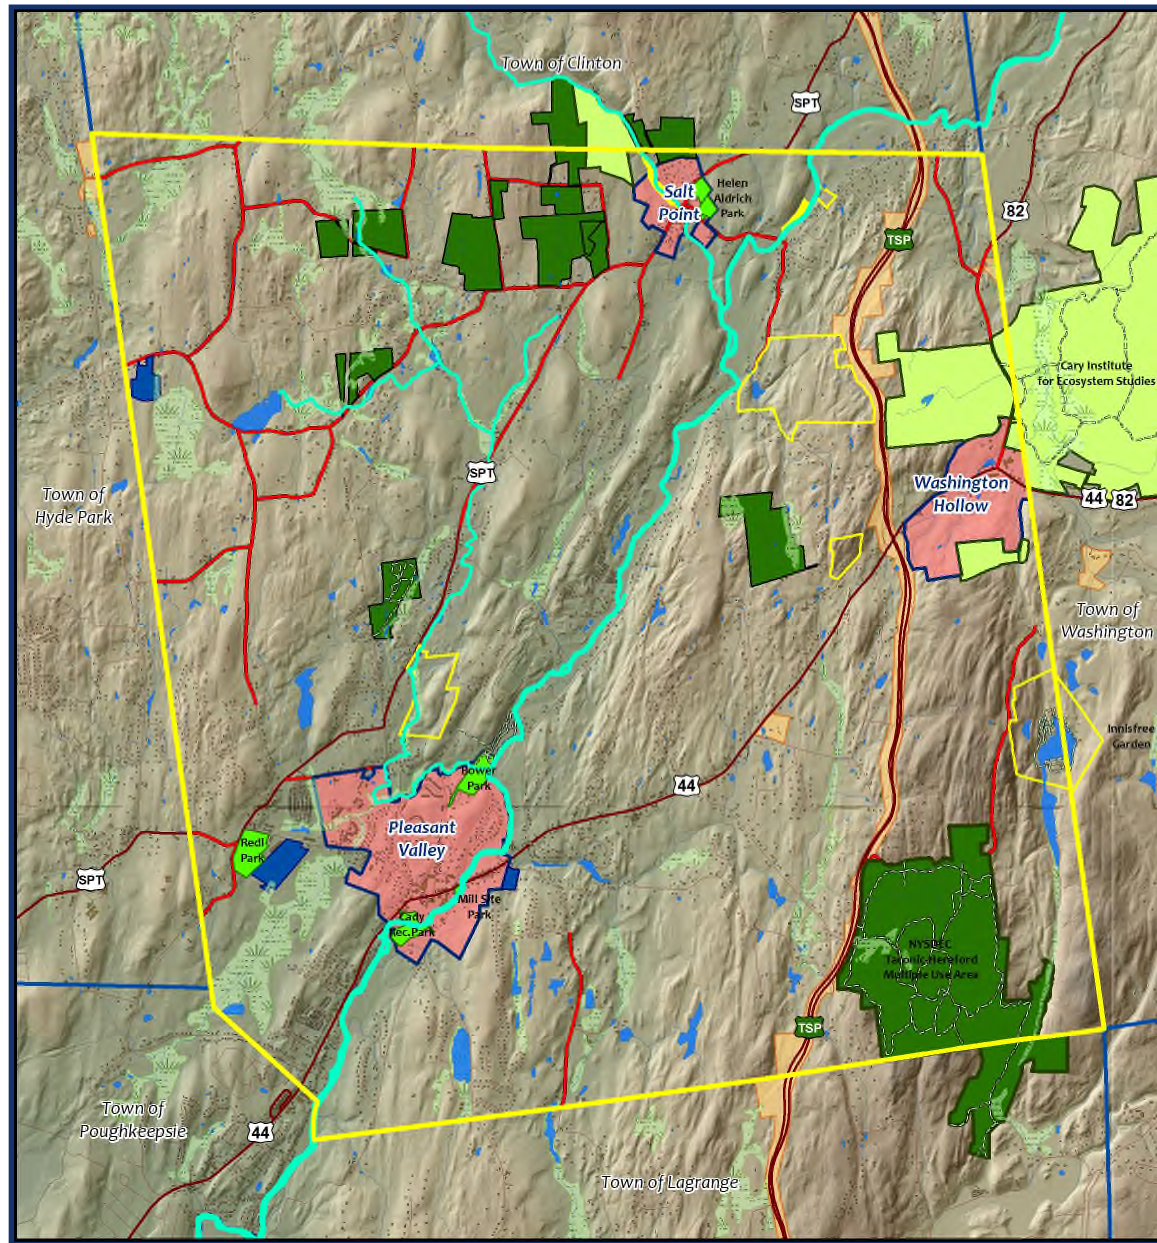 Town of Clinton
SPT
Salt
Point
Helen
Aldrich
Park
82
TSP
Cary Institute
for Ecosystem Studies
SPT
Washington
Hollow
44
82
Town of
Hyde Park
Town of
Washington
Innisfree
Garden
Bower
Park
44
Pleasant
Valley
Redl
Park
SPT
Mill Site
Park
Cady
Rec.Park
NYSDEC
Taconic-Hereford
Multiple Use Area
TSP
Town of
Poughkeepsie
44
Town of Lagrange